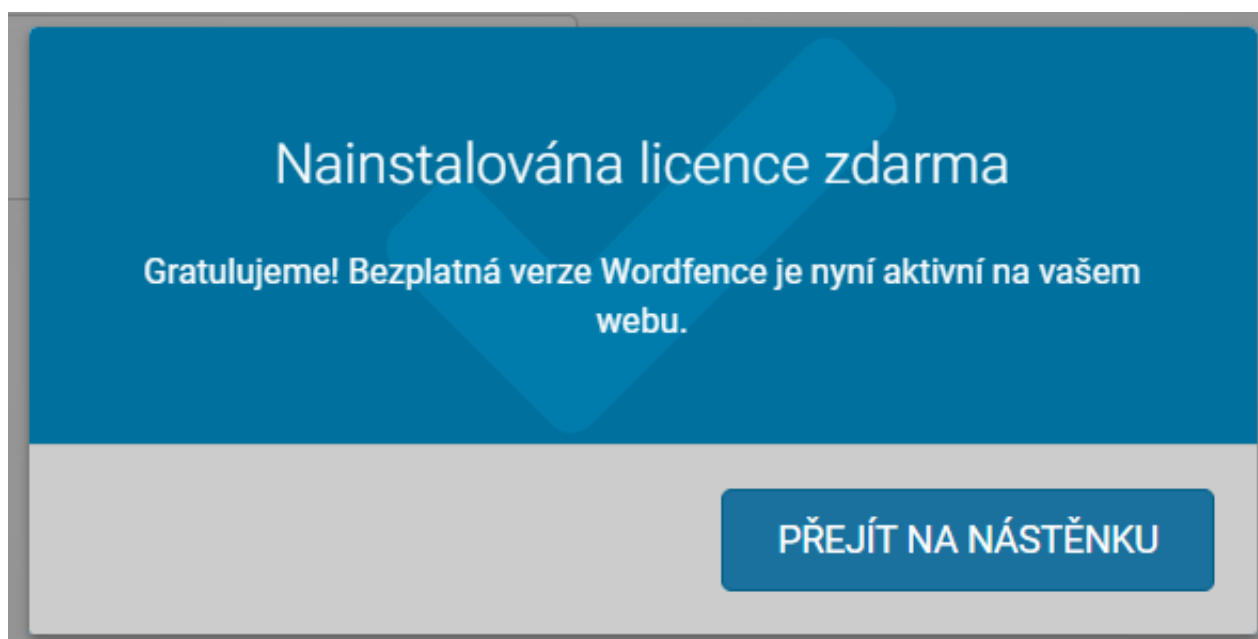 Nainstalována licence zdarma
Gratulujeme! Bezplatná verze Wordfence je nyní aktivní na vašem
webu.
PŘEJÍT NA NÁSTĚNKU